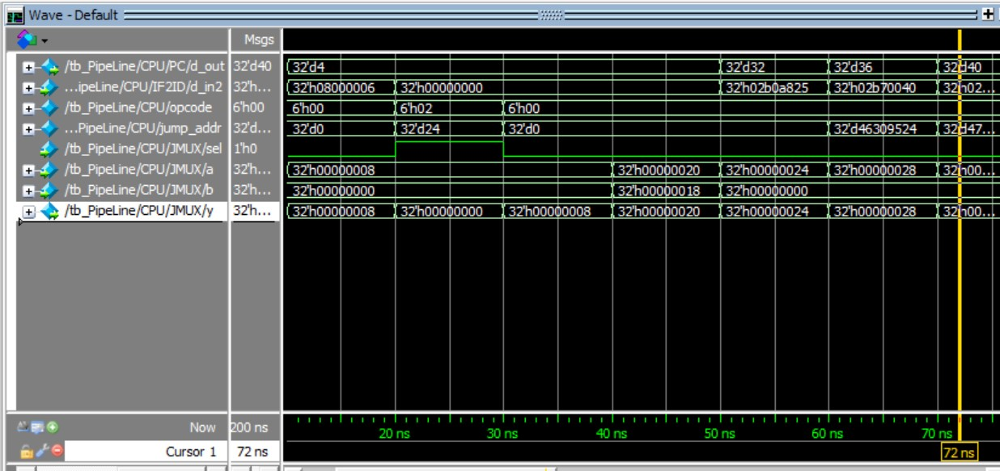 Wave - Default
Msgs
/tb_PipeLine/CPU/PC/d_out 32'd40 32'd4 32'd32 32'd36 32'd40
...ipeLine/CPU/IF2ID/d_in2 32'h... 32'h08000006 32'h00000000 32'h02b0a825 32'h02b70040 32'h02...
/tb_PipeLine/CPU/opcode 6'h00 6'h00 6'h02 6'h00
...PipeLine/CPU/jump_addr 32'd... 32'd0 32'd24 32'd0 32'd46309524 32'd47...
/tb_PipeLine/CPU/JMUX/sel 1'h0
/tb_PipeLine/CPU/JMUX/a 32'h... 32'h00000008 32'h00000020 32'h00000024 32'h00000028 32'h00...
/tb_PipeLine/CPU/JMUX/b 32'h... 32'h00000000 32'h00000018 32'h00000000
/tb_PipeLine/CPU/JMUX/y 32'h... 32'h00000008 32'h00000000 32'h00000008 32'h00000020 32'h00000024 32'h00000028 32'h00...
Now 200 ns 20 ns 30 ns 40 ns 50 ns 60 ns 70 ns
Cursor 1 72 ns 72 ns